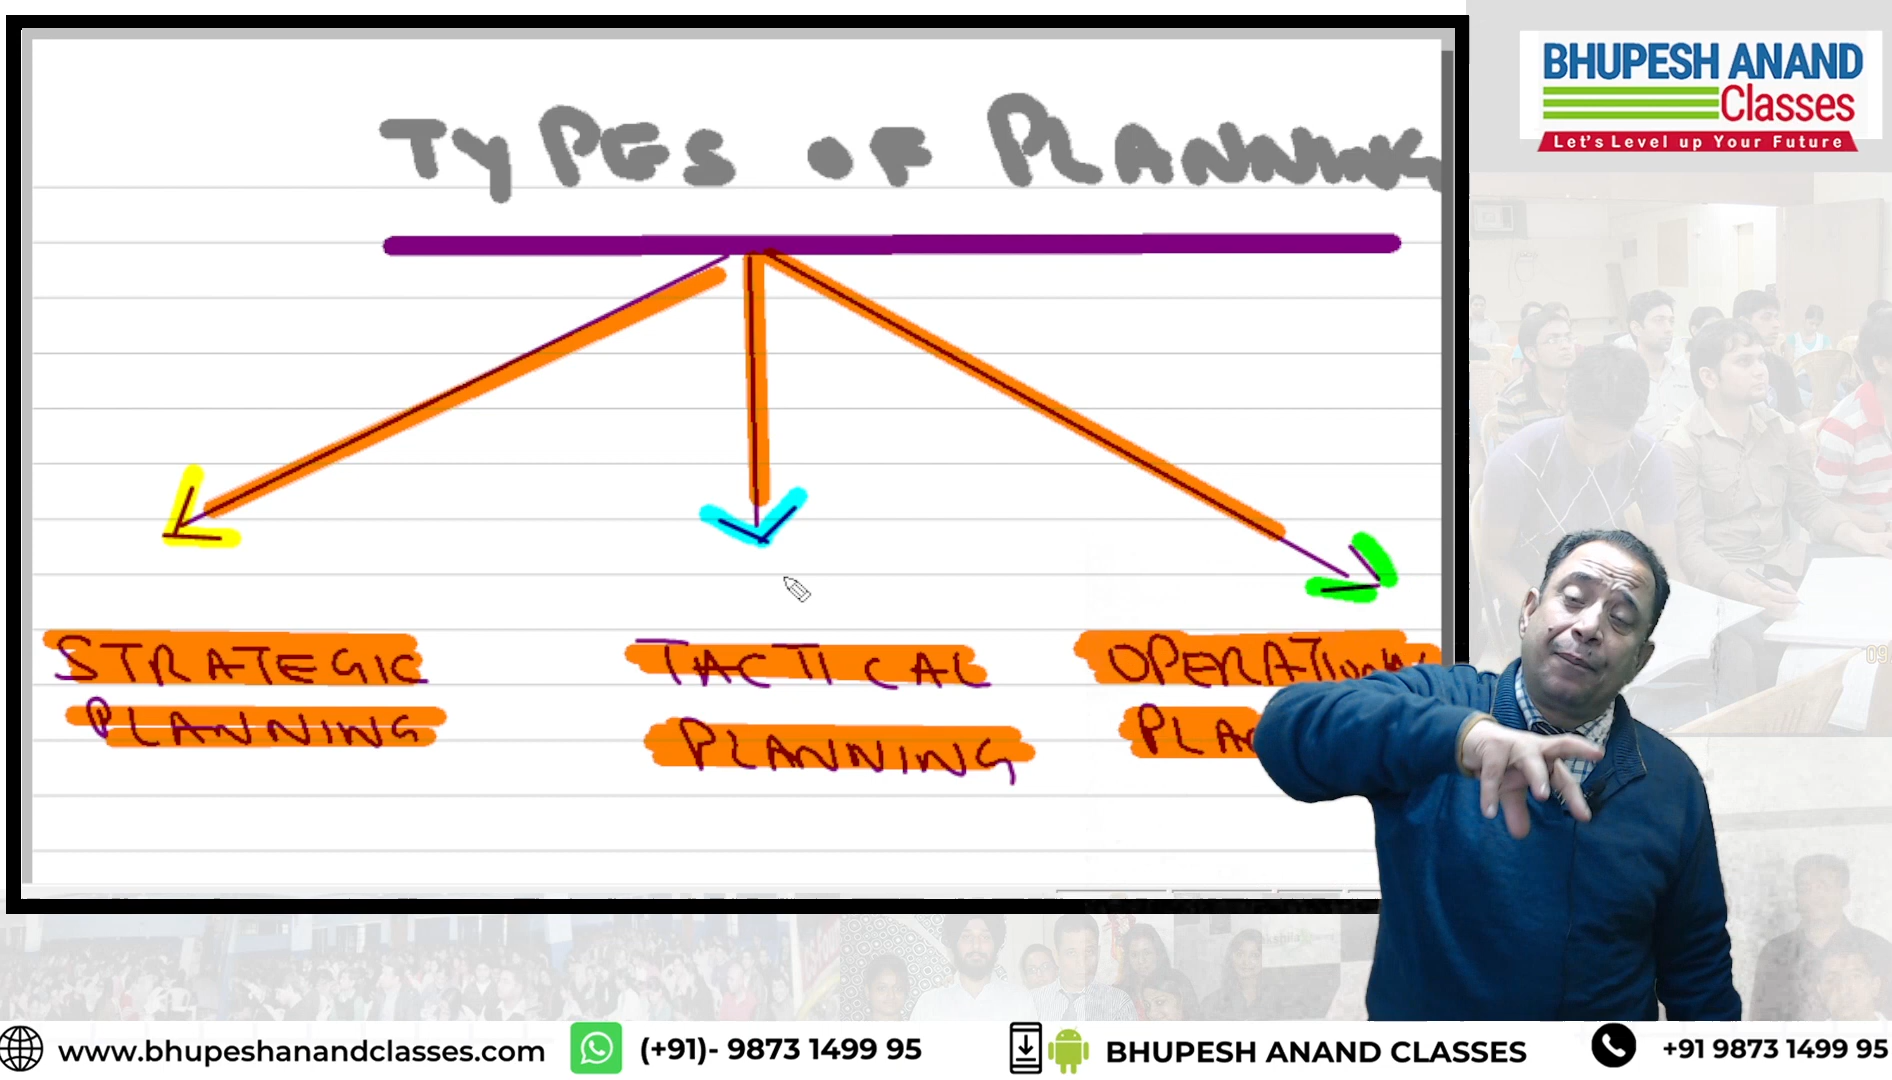 TYPES OF PLANNING
STRATEGIC
PLANNING
TACTICAL
PLANNING
OPERATIONAL
BHUPESH ANAND
Classes
Let's Level up Your Future
www.bhupeshanandclasses.com
(+91)- 9873 1499 95
BHUPESH ANAND CLASSES
+91 9873 1499 95